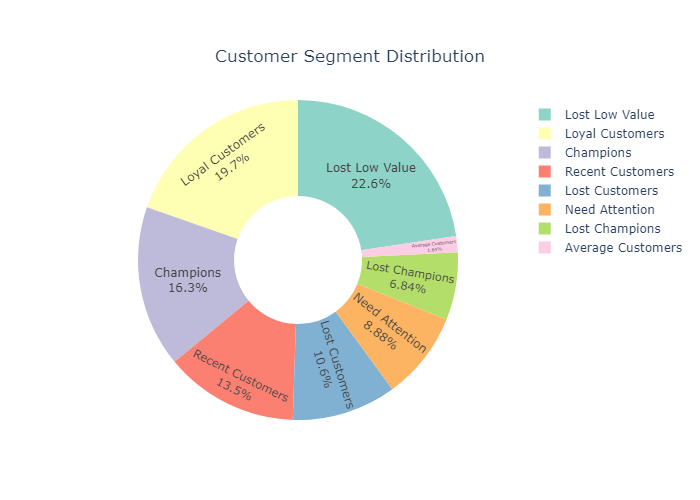 Customer Segment Distribution
Lost Low Value
22.6%
Loyal Customers
19.7%
Champions
16.3%
Recent Customers
13.5%
Lost Customers
10.6%
Need Attention
8.88%
Lost Champions
6.84%
Average Customers
Lost Low Value
Loyal Customers
Champions
Recent Customers
Lost Customers
Need Attention
Lost Champions
Average Customers